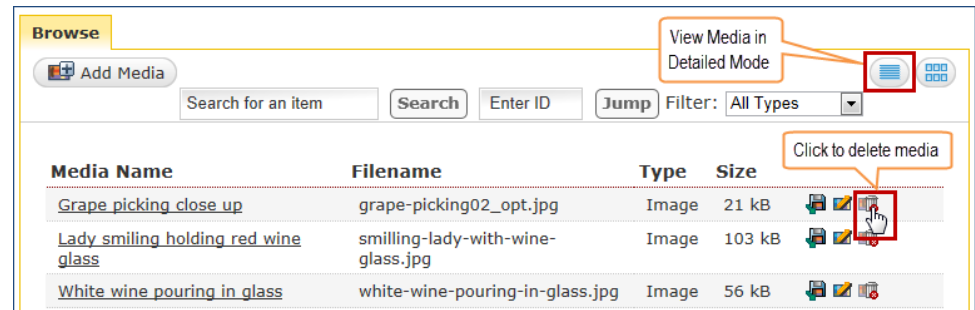 Browse
View Media in
Detailed Mode
Add Media
Search for an item Search Enter ID Jump Filter: All Types
Click to delete media
Media Name Filename Type Size
Grape picking close up grape-picking02_opt.jpg Image 21 kB
Lady smiling holding red wine smilling-lady-with-wine- Image 103 kB
glass glass.jpg
White wine pouring in glass white-wine-pouring-in-glass.jpg Image 56 kB